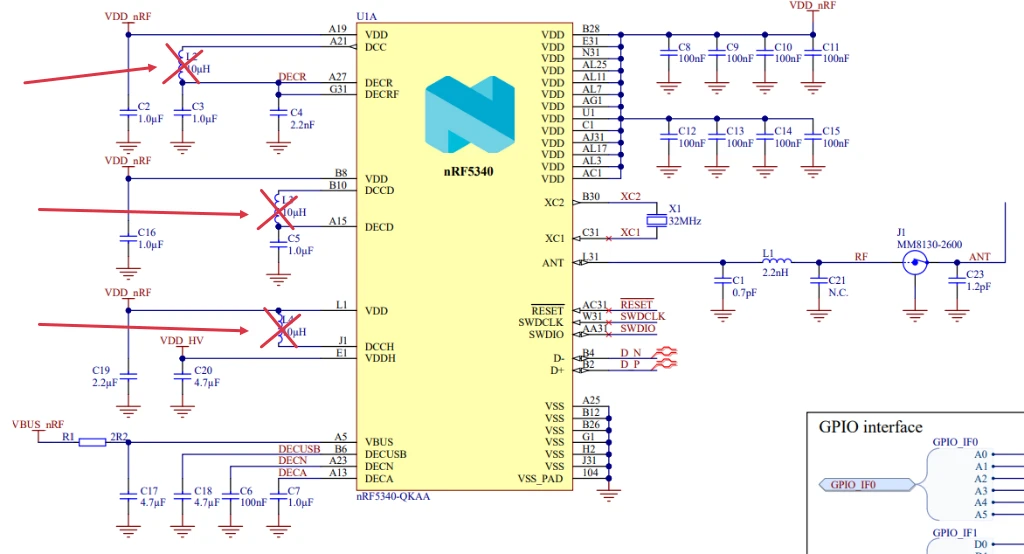 VDD_nRF
U1A
VDD_nRF
A19 VDD
A21 DCC
DECR A27 DECR
G31 DECRF
C2 1.0µF
C3 1.0µF
C4 2.2nF
VDD_nRF
B8 VDD
B10 DCCD
10µH
A15 DECD
C16 1.0µF
C5 1.0µF
VDD_nRF
L1 VDD
J1 DCCH
VDD_HV
E1 VDDH
C19 2.2µF
C20 4.7µF
VBUS_nRF
R1 2R2
A5 VBUS
DECUSB B6 DECUSB
DECN A23 DECN
DECA A13 DECA
C17 4.7µF
C18 4.7µF
C6 100nF
C7 1.0µF
nRF5340
nRF5340-QKAA
VDD B28
VDD E31
VDD N31
VDD AL25
VDD AL11
VDD AL7
VDD AG1
VDD U1
VDD C1
VDD AJ31
VDD AL17
VDD AL3
VDD AC1
C8 100nF
C9 100nF
C10 100nF
C11 100nF
C12 100nF
C13 100nF
C14 100nF
C15 100nF
XC2 B30 XC2
X1
32MHz
XC1 C31 XC1
ANT L31
L1
2.2nH
RF
J1
MM8130-2600
ANT
C1 0.7pF
C21 N.C.
C23 1.2pF
RESET AC31 RESET
SWDCLK W31 SWDCLK
SWDIO AA31 SWDIO
D- B4 D_N
D+ B2 D_P
VSS A25
VSS B12
VSS B26
VSS G1
VSS H2
VSS J31
VSS_PAD 104
GPIO interface
GPIO_IF0
GPIO_IF0
A0
A1
A2
A3
A4
A5
GPIO_IF1
D0